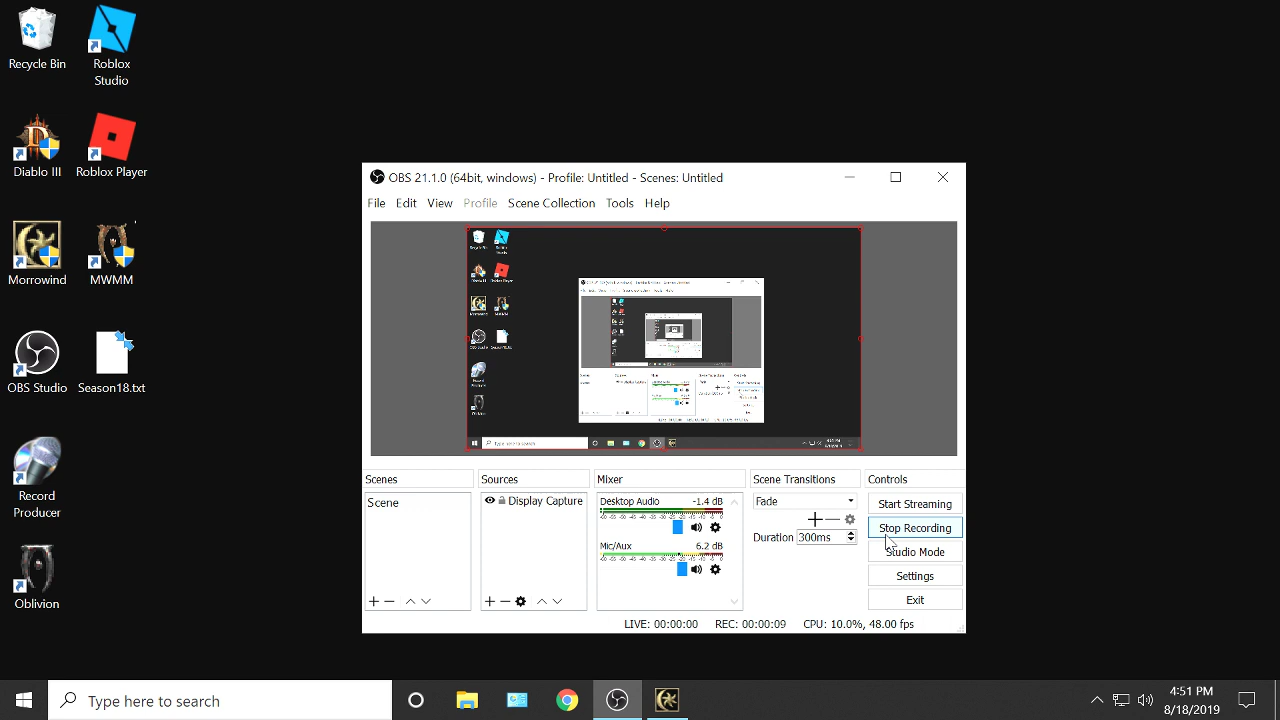 Recycle Bin
Roblox
Studio
Diablo III
Roblox Player
Morrowind
MWMM
OBS Studio
Season18.txt
Record
Producer
Oblivion
OBS 21.1.0 (64bit, windows) - Profile: Untitled - Scenes: Untitled
File Edit View Profile Scene Collection Tools Help
Scenes
Scene
Sources
Display Capture
Mixer
Desktop Audio -1.4 dB
Mic/Aux 6.2 dB
Scene Transitions
Fade
Duration 300ms
Controls
Start Streaming
Stop Recording
Studio Mode
Settings
Exit
LIVE: 00:00:00 REC: 00:00:09 CPU: 10.0%, 48.00 fps
Type here to search
4:51 PM
8/18/2019